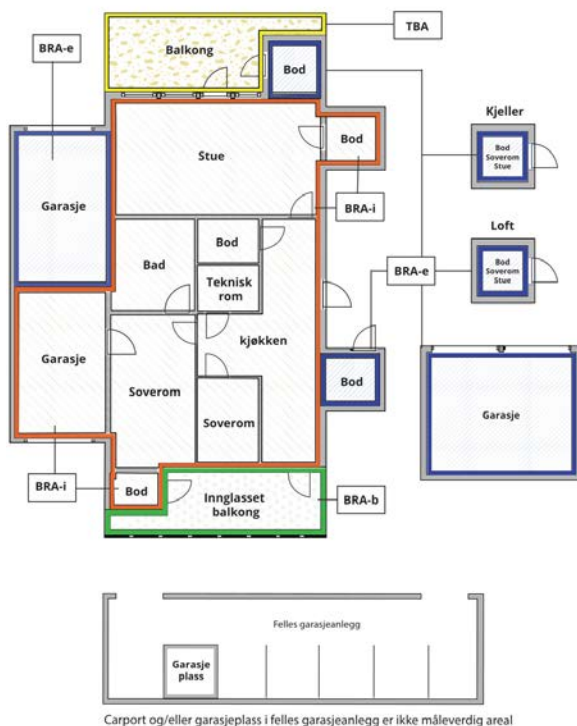 TBA
BRA-e
Balkong
Bod
Kjeller
Bod
Soverom
Stue
Stue
Bod
Garasje
BRA-i
Loft
Bod
Bad
Bod
Soverom
Stue
BRA-e
Teknisk
rom
Garasje
kjøkken
Bod
Soverom
Soverom
Garasje
BRA-i
Bod
Innglasset
balkong
BRA-b
Felles garasjeanlegg
Garasje
plass
Carport og/eller garasjeplass i felles garasjeanlegg er ikke måleverdig areal